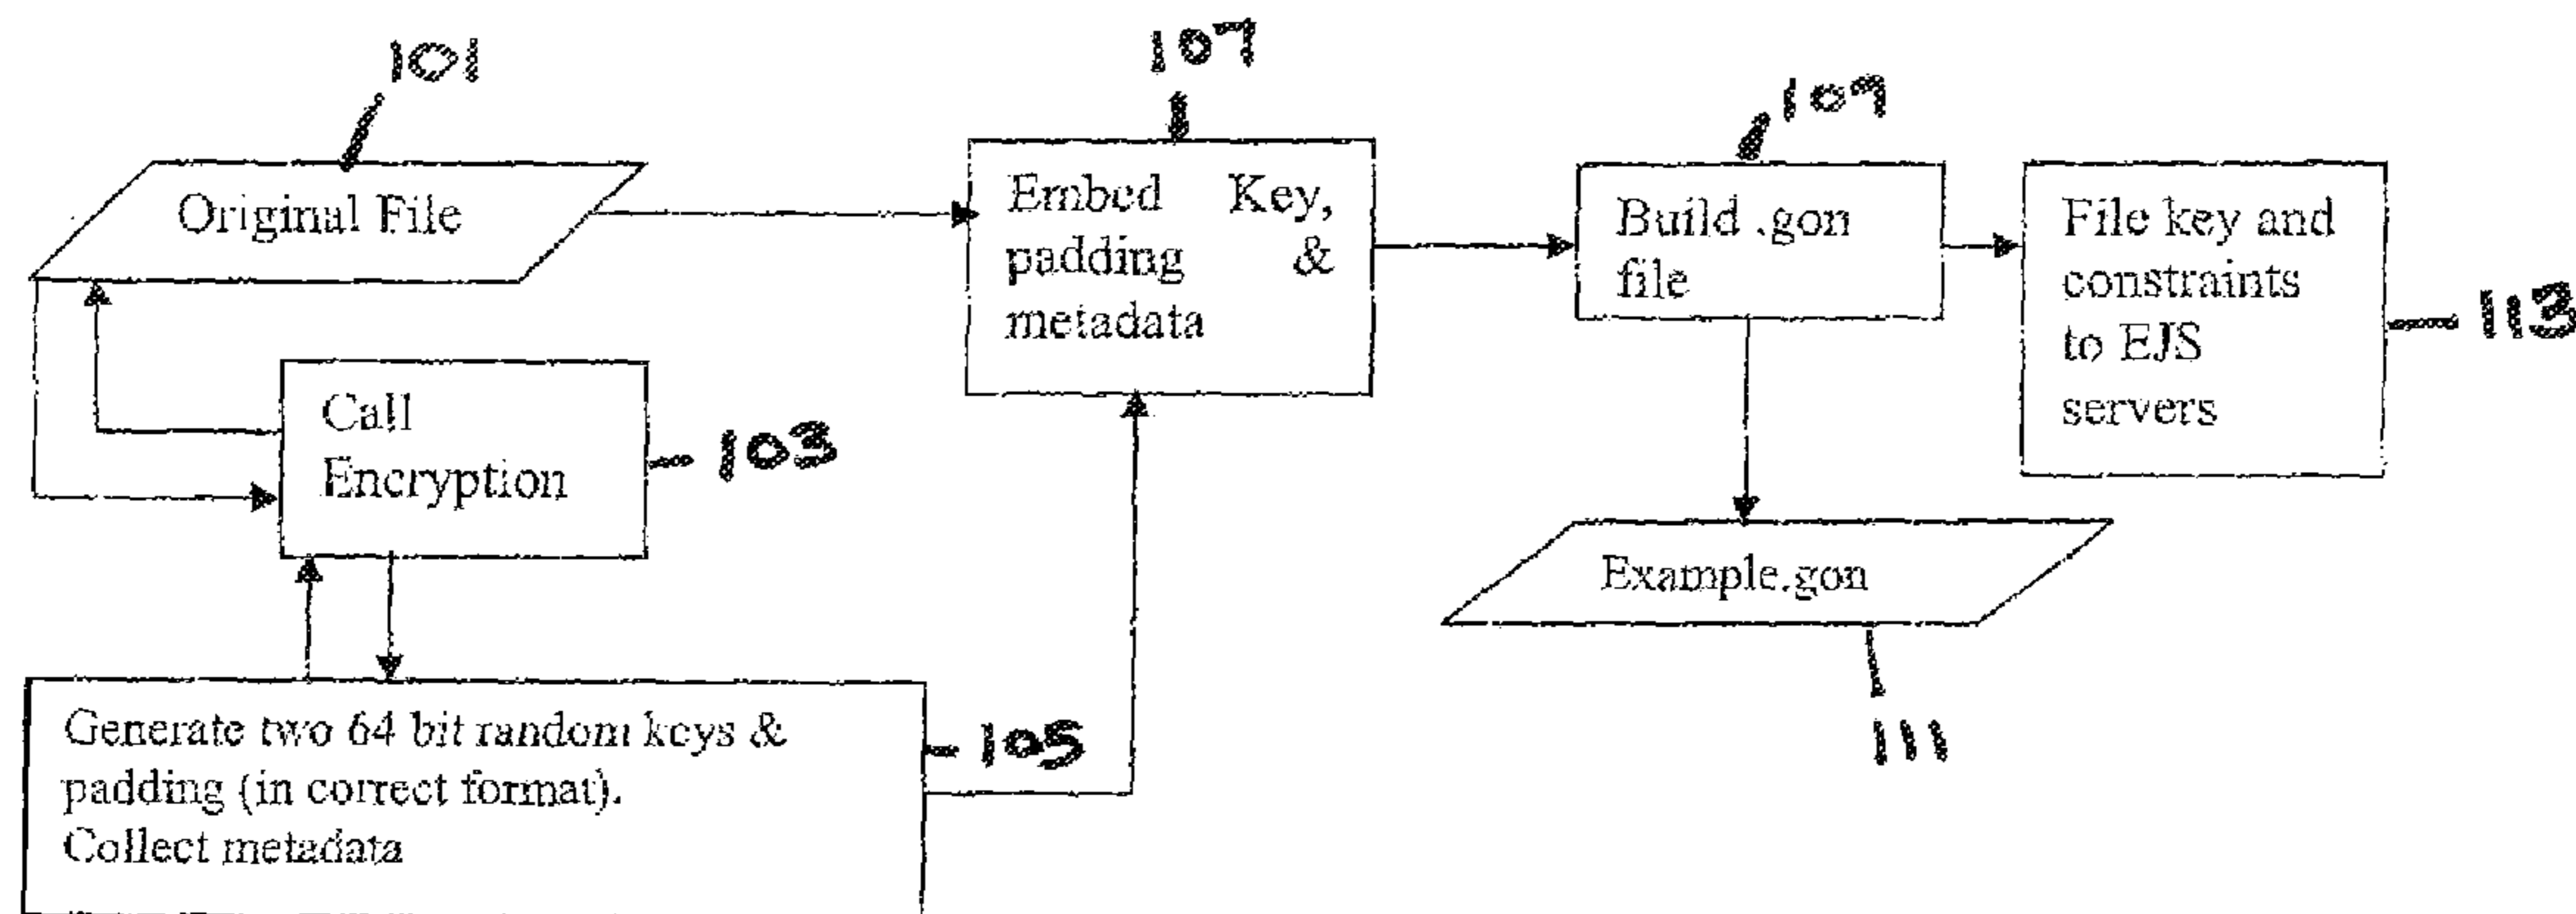 101
Original File
107
Embed Key,
padding &
metadata
109
Build .gon
file
File key and
constraints
to EJS
servers
113
Call
Encryption
103
Example.gon
111
Generate two 64 bit random keys &
padding (in correct format).
Collect metadata
105